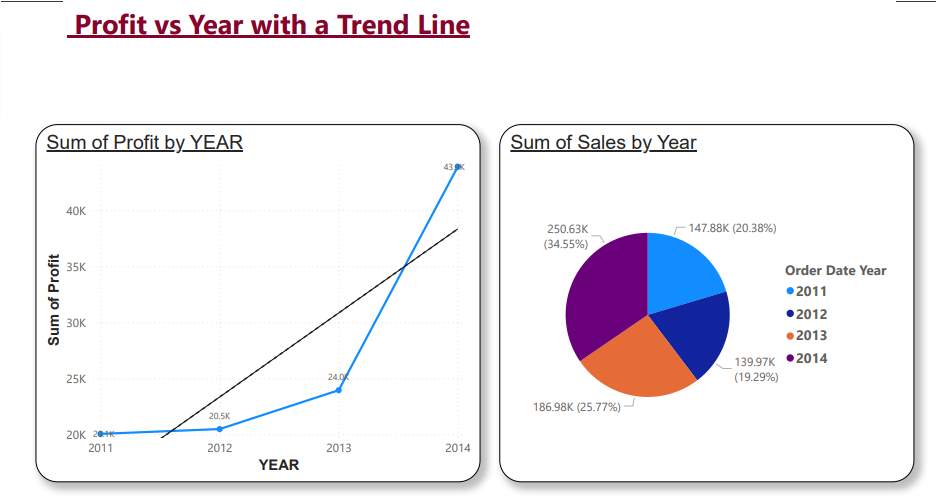 Profit vs Year with a Trend Line
Sum of Profit by YEAR
Sum of Profit
40K
35K
30K
25K
20K
20.1K
20.5K
24.0K
2011
2012
2013
2014
YEAR
Sum of Sales by Year
250.63K
(34.55%)
147.88K (20.38%)
139.97K
(19.29%)
186.98K (25.77%)
Order Date Year
2011
2012
2013
2014